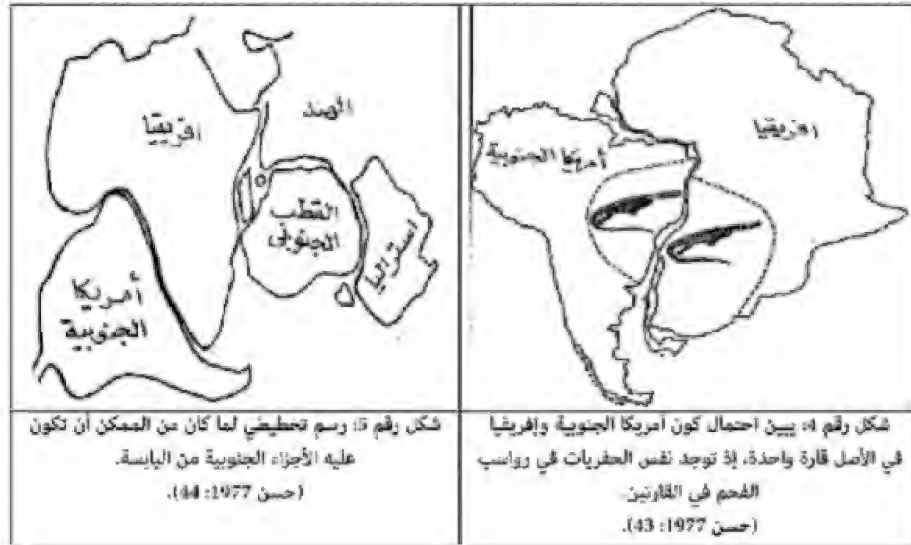 افريقيا
أمريكا الجنوبية
الهند
افريقيا
القطب
الجنوبي
استراليا
أمريكا
الجنوبية
شكل رقم 4: يبين احتمال كون أمريكا الجنوبية وإفريقيا
في الأصل قارة واحدة، إذ توجد نفس الحفريات في رواسب
الفحم في القارتين.
(حسن 1977: 43).
شكل رقم 5: رسم تخطيطي لما كان من الممكن أن تكون
عليه الأجزاء الجنوبية من اليابسة.
(حسن 1977: 44).